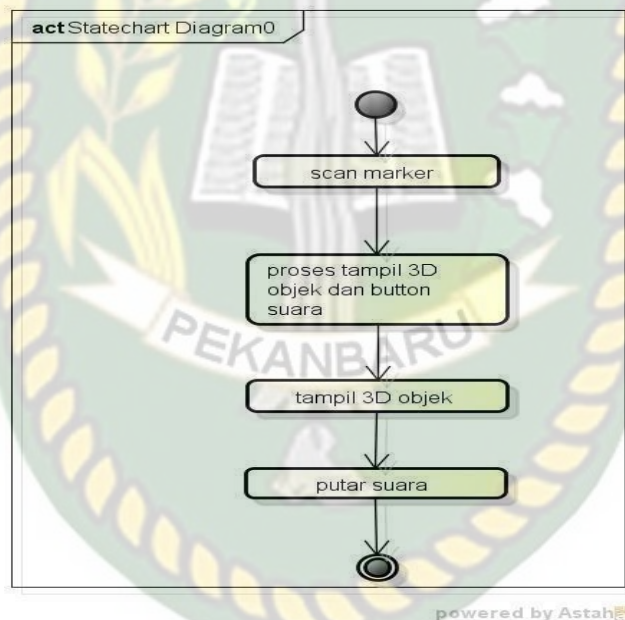 act Statechart Diagram0
scan marker
proses tampil 3D
objek dan button
suara
PEKANBARU
tampil 3D objek
putar suara
powered by Astah